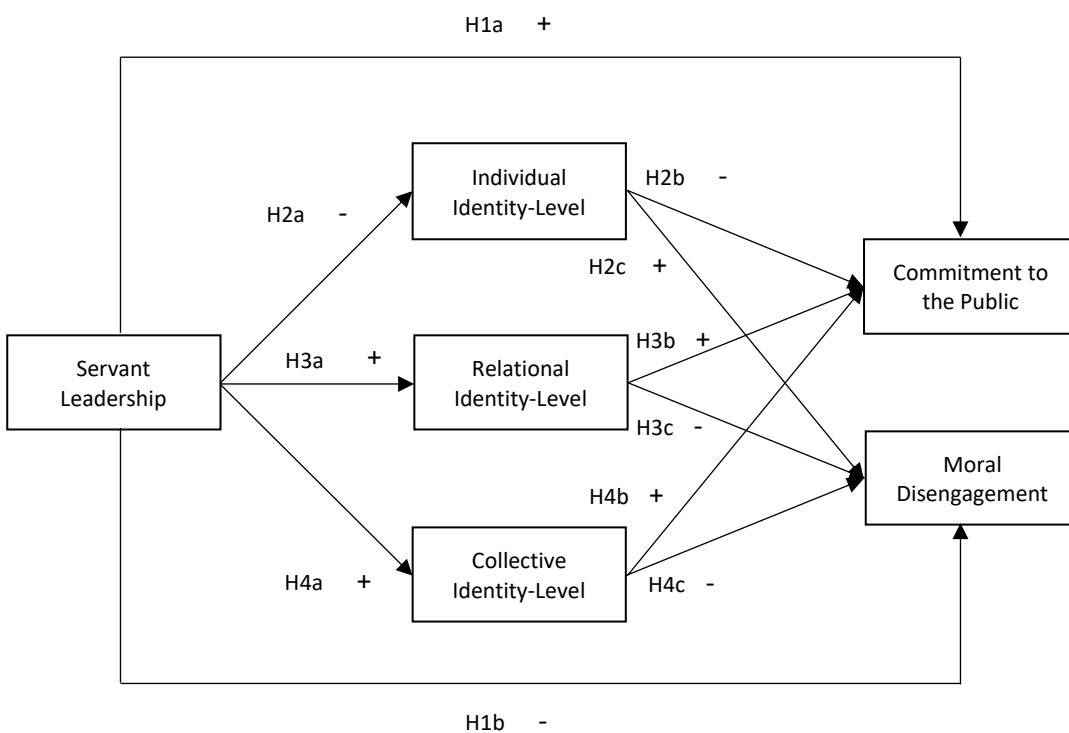 H1a +
Individual
Identity-Level
H2b -
H2a -
H2c +
Commitment to
the Public
Servant
Leadership
H3a +
Relational
Identity-Level
H3b +
H3c -
Moral
Disengagement
H4b +
Collective
Identity-Level
H4a +
H4c -
H1b -